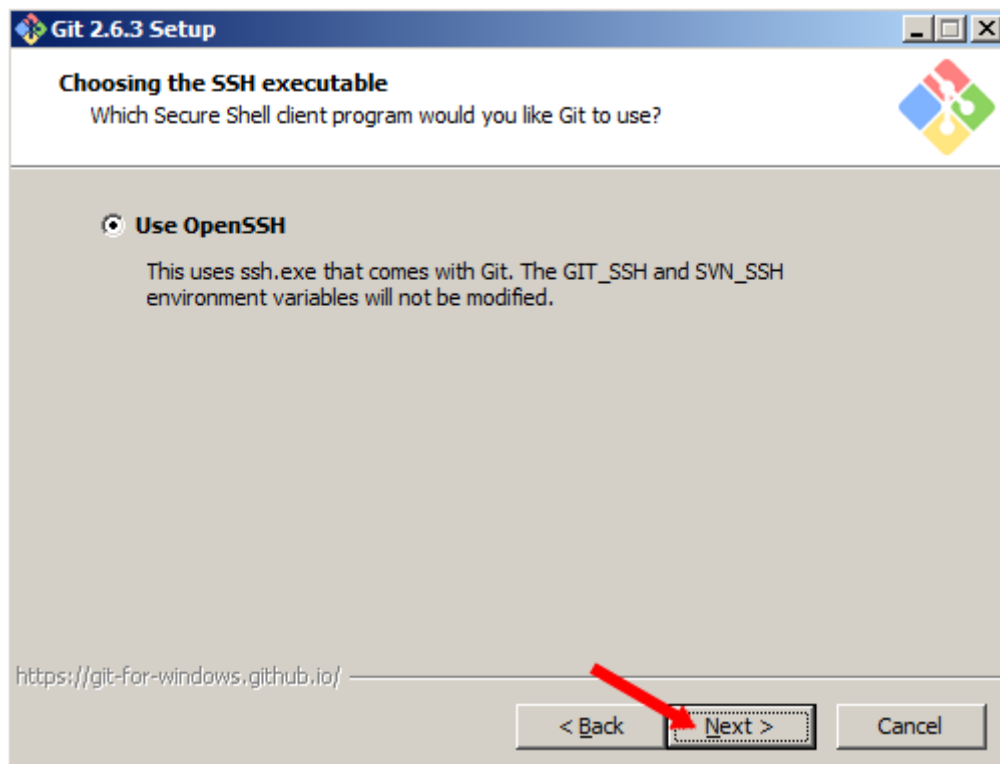 Git 2.6.3 Setup
Choosing the SSH executable
Which Secure Shell client program would you like Git to use?
Use OpenSSH
This uses ssh.exe that comes with Git. The GIT_SSH and SVN_SSH
environment variables will not be modified.
https://git-for-windows.github.io/
< Back
Next >
Cancel